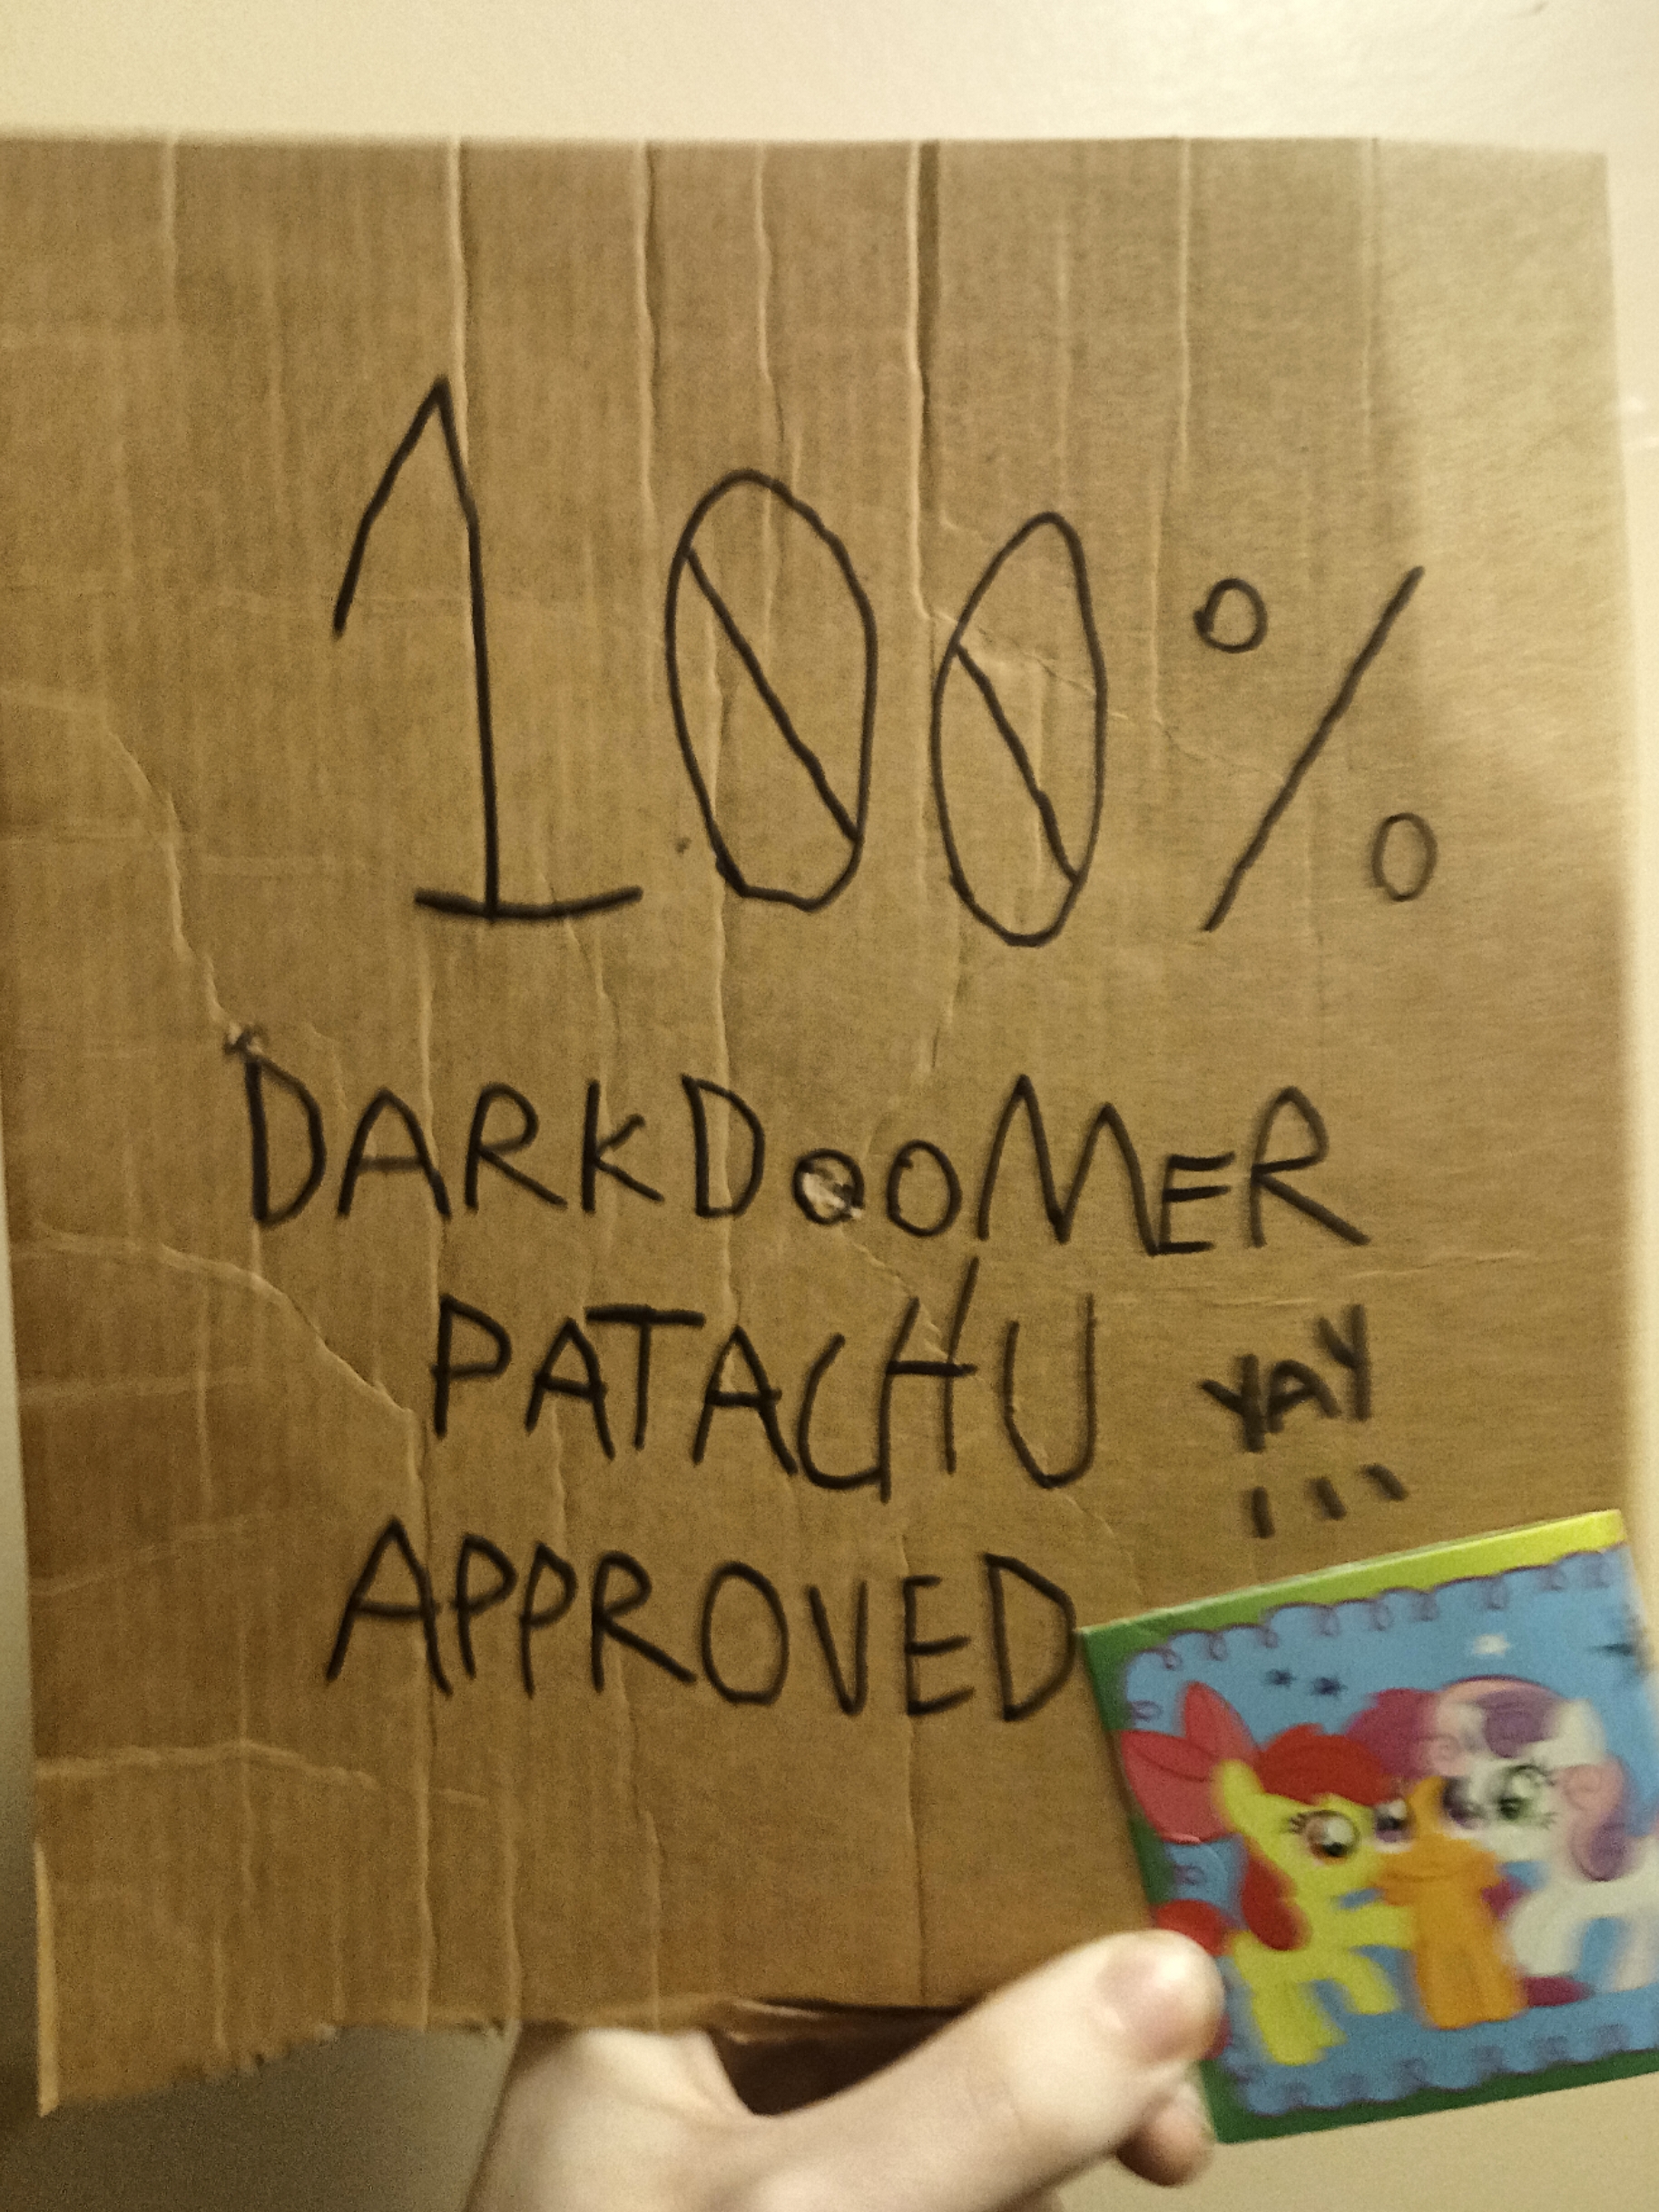 100%
DARKDOOMER
PATACHU
YAY
!!!
APPROVED